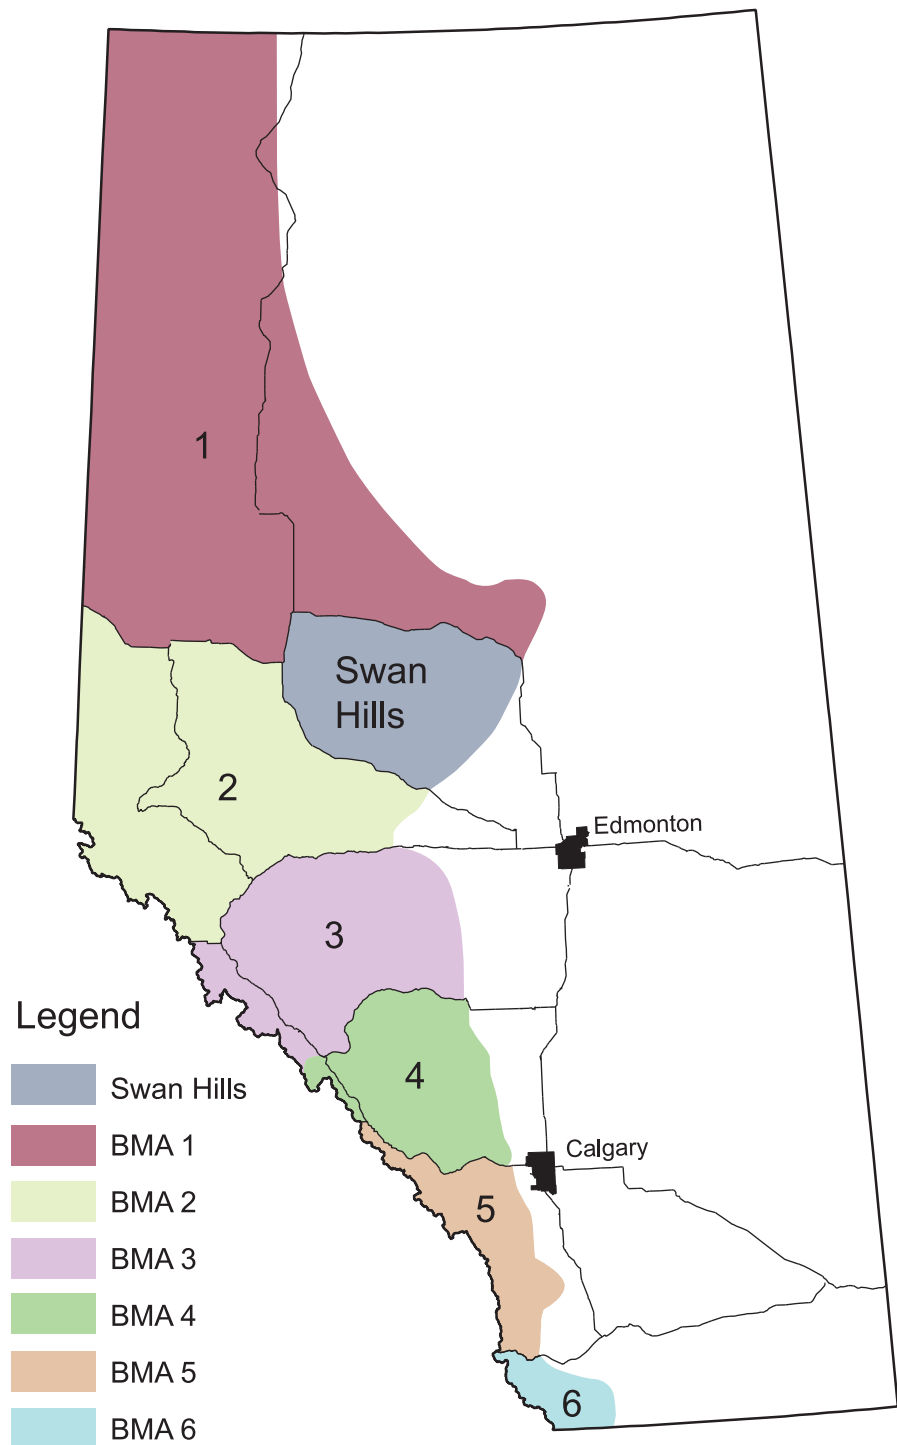 1
Swan
Hills
2
Edmonton
3
4
Calgary
5
6
Legend
Swan Hills
BMA 1
BMA 2
BMA 3
BMA 4
BMA 5
BMA 6